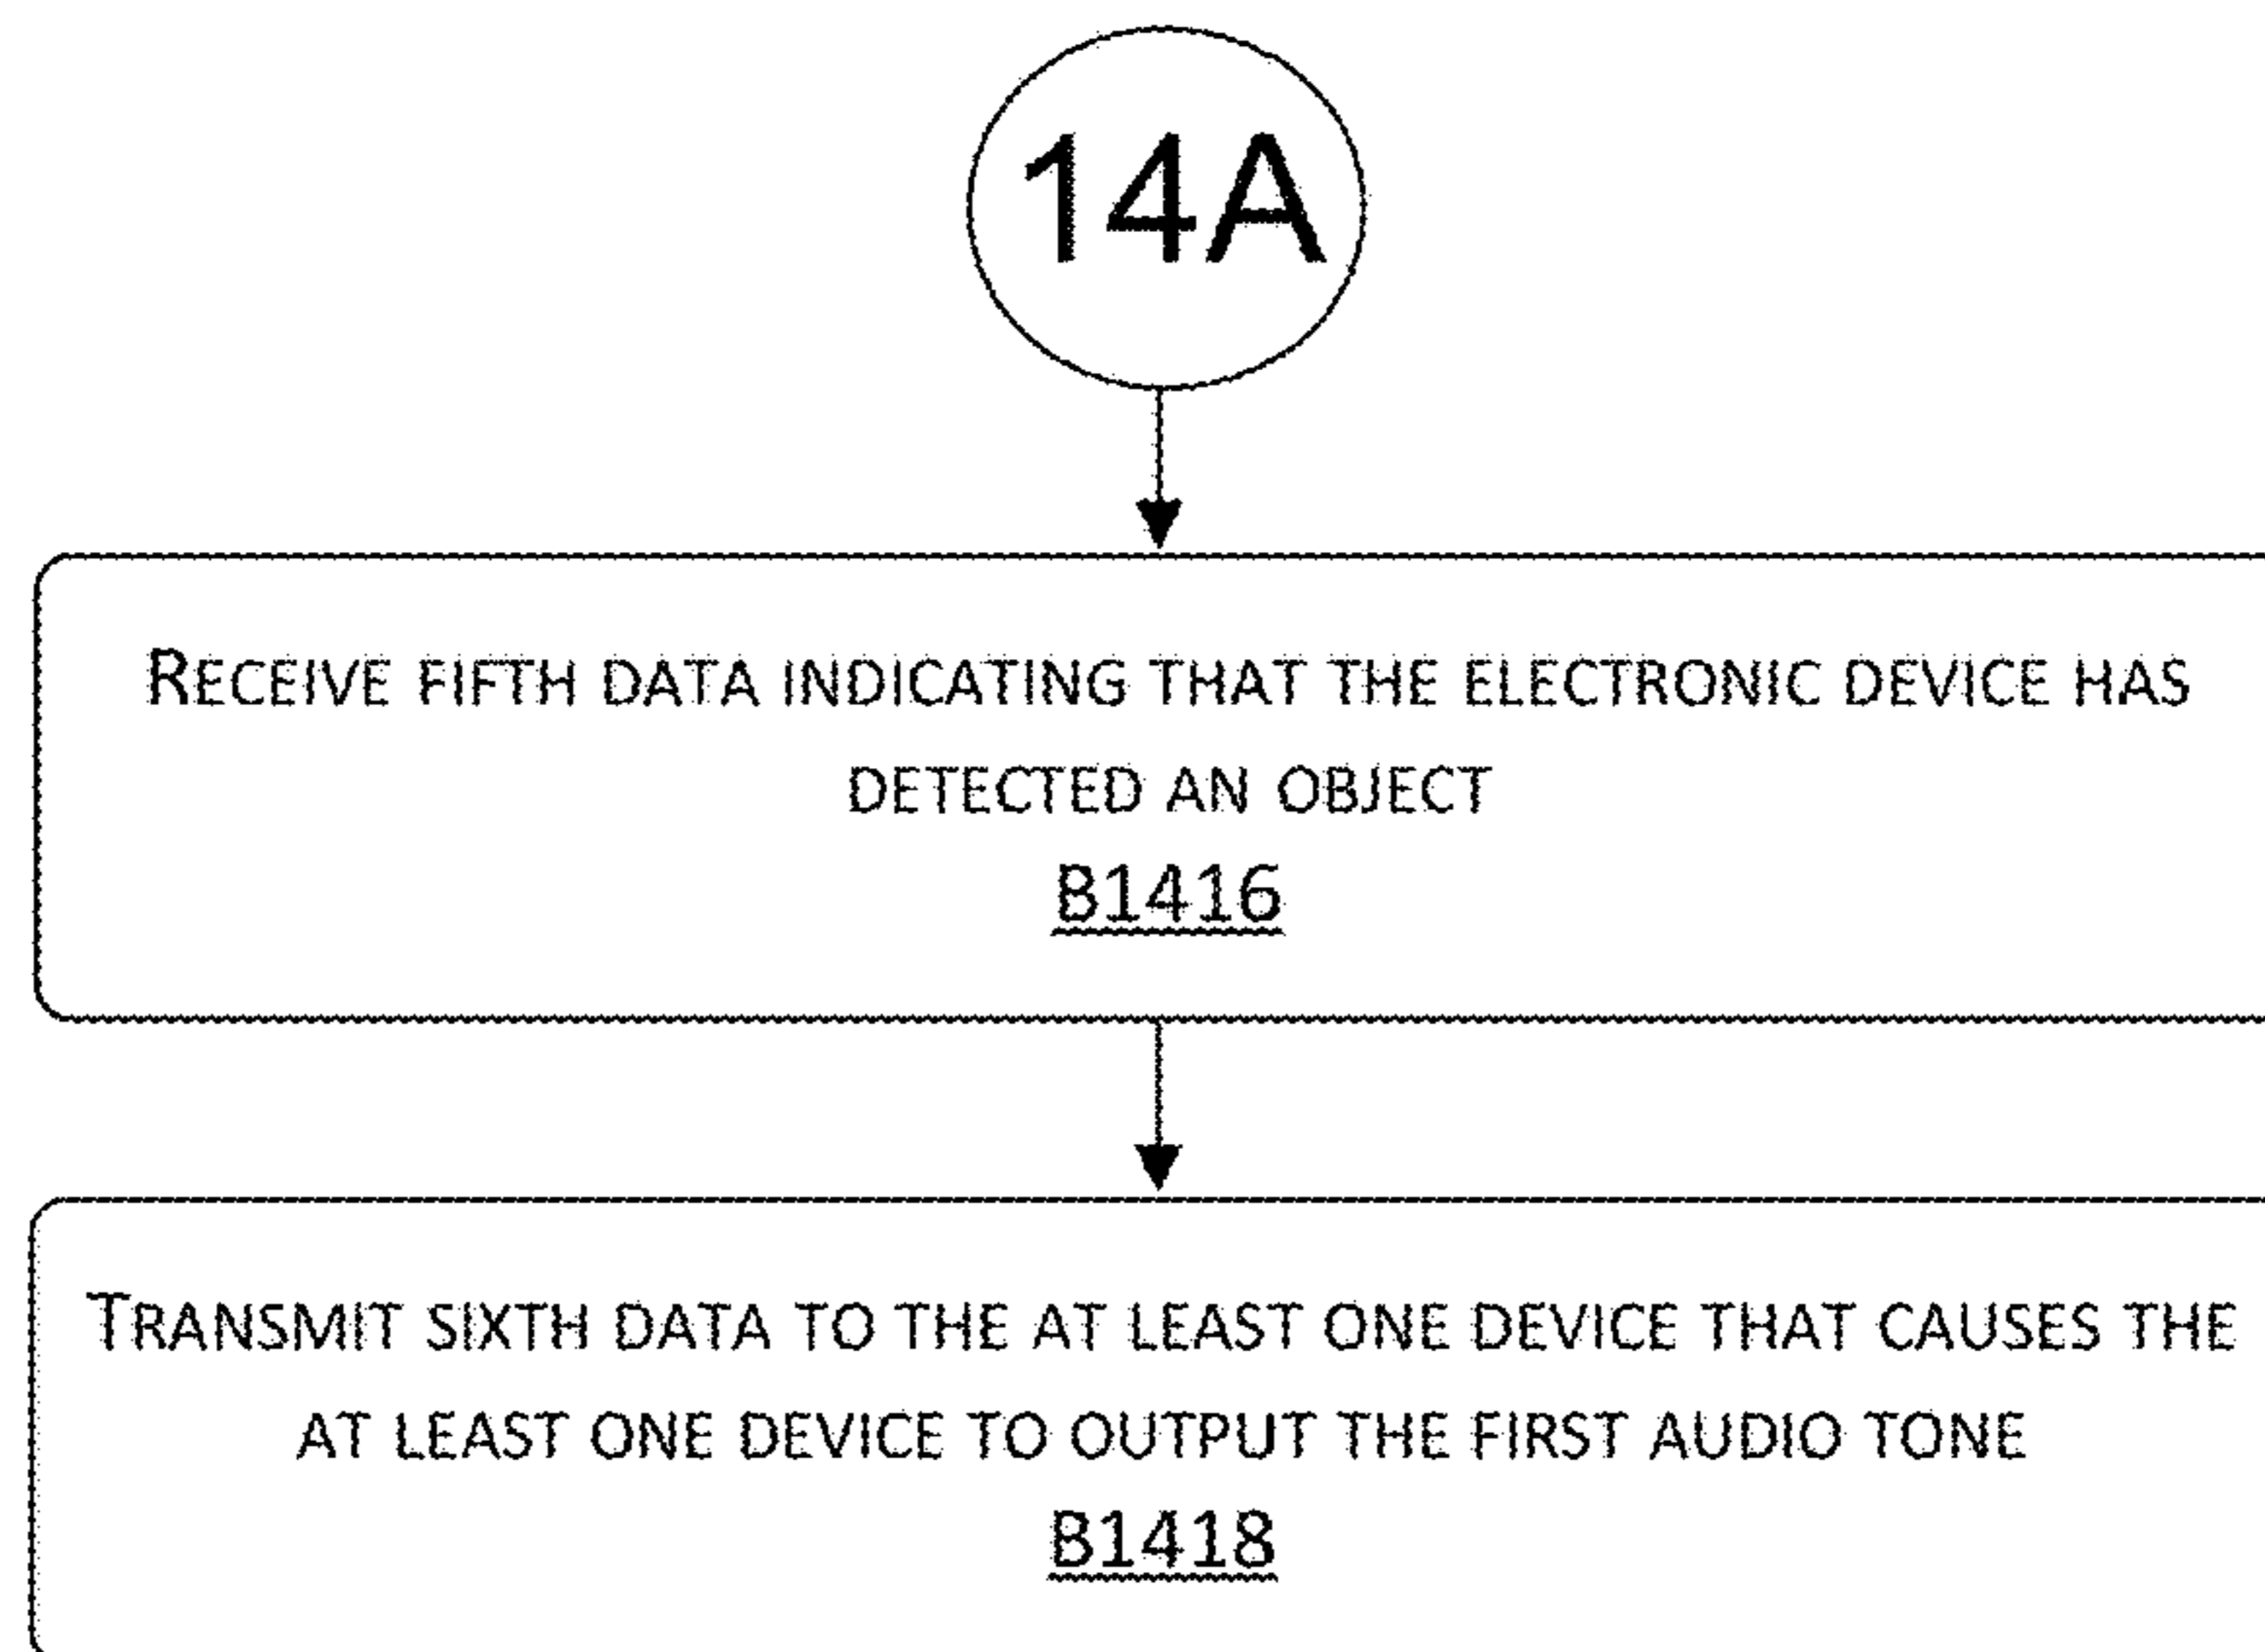 14A
RECEIVE FIFTH DATA INDICATING THAT THE ELECTRONIC DEVICE HAS
DETECTED AN OBJECT
B1416
TRANSMIT SIXTH DATA TO THE AT LEAST ONE DEVICE THAT CAUSES THE
AT LEAST ONE DEVICE TO OUTPUT THE FIRST AUDIO TONE
B1418